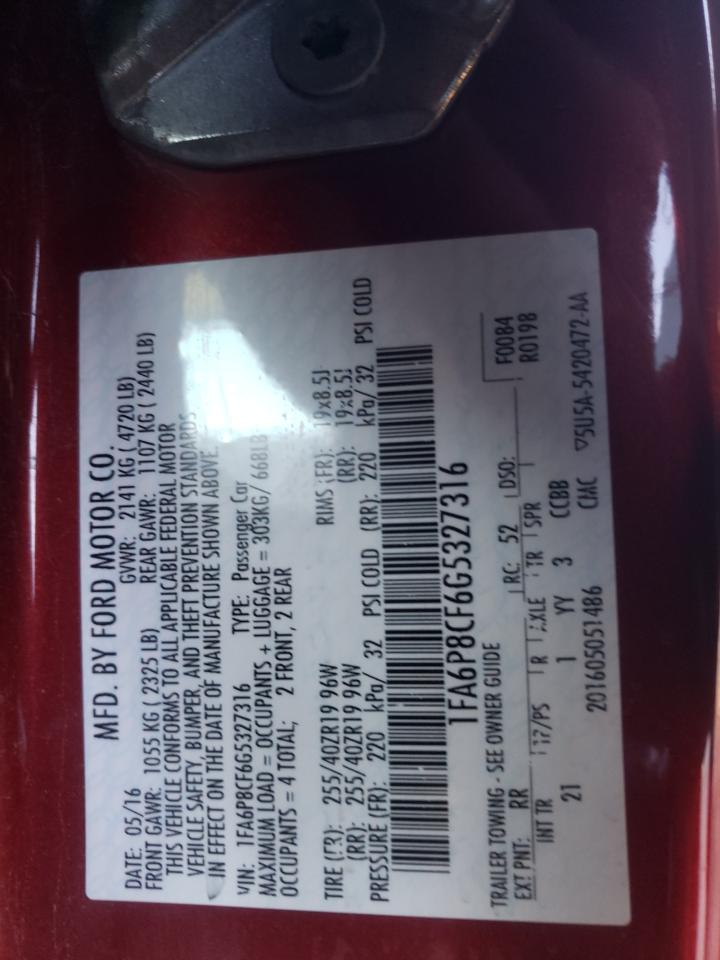 MFD. BY FORD MOTOR CO.
DATE: 05/16 GVWR: 2141 KG ( 4720 LB)
FRONT GAWR: 1055 KG ( 2325 LB) REAR GAWR: 1107 KG ( 2440 LB)
THIS VEHICLE CONFORMS TO ALL APPLICABLE FEDERAL MOTOR
VEHICLE SAFETY, BUMPER, AND THEFT PREVENTION STANDARDS
IN EFFECT ON THE DATE OF MANUFACTURE SHOWN ABOVE.
VIN: 1FA6P8CF6G5327316 TYPE: Passenger Car
MAXIMUM LOAD = OCCUPANTS + LUGGAGE = 303KG/ 668LB
OCCUPANTS = 4 TOTAL; 2 FRONT, 2 REAR
TIRE (FR): 255/40ZR19 96W RIMS (FR): 19x8.5J
(RR): 255/40ZR19 96W (RR): 19x8.5J
PRESSURE (FR): 220 kPa/ 32 PSI COLD (RR): 220 kPa/ 32 PSI COLD
1FA6P8CF6G5327316
TRAILER TOWING - SEE OWNER GUIDE
EXT PNT: RR RC: 52 DSO: F00B4
R0198
INT TR TP/PS R AXLE TR SPR
21 1 YY 3 CCBB
201605051486 CMC ▽5U5A-5420472-AA